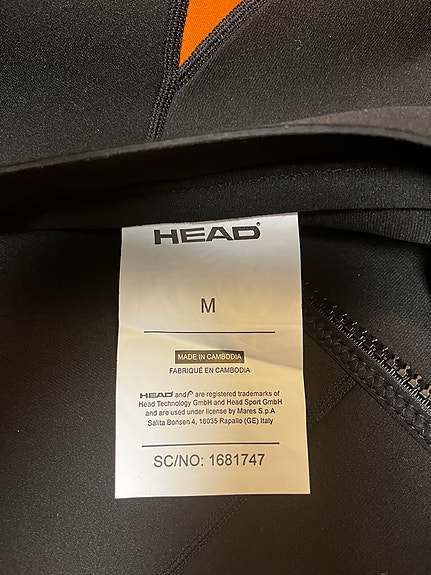 HEAD
M
MADE IN CAMBODIA
FABRIQUÉ EN CAMBODIA
HEAD and are registered trademarks of
Head Technology GmbH and Head Sport GmbH
and are used under license by Mares S.p.A
Salita Bonsen 4, 16035 Rapallo (GE) Italy
SC/NO: 1681747